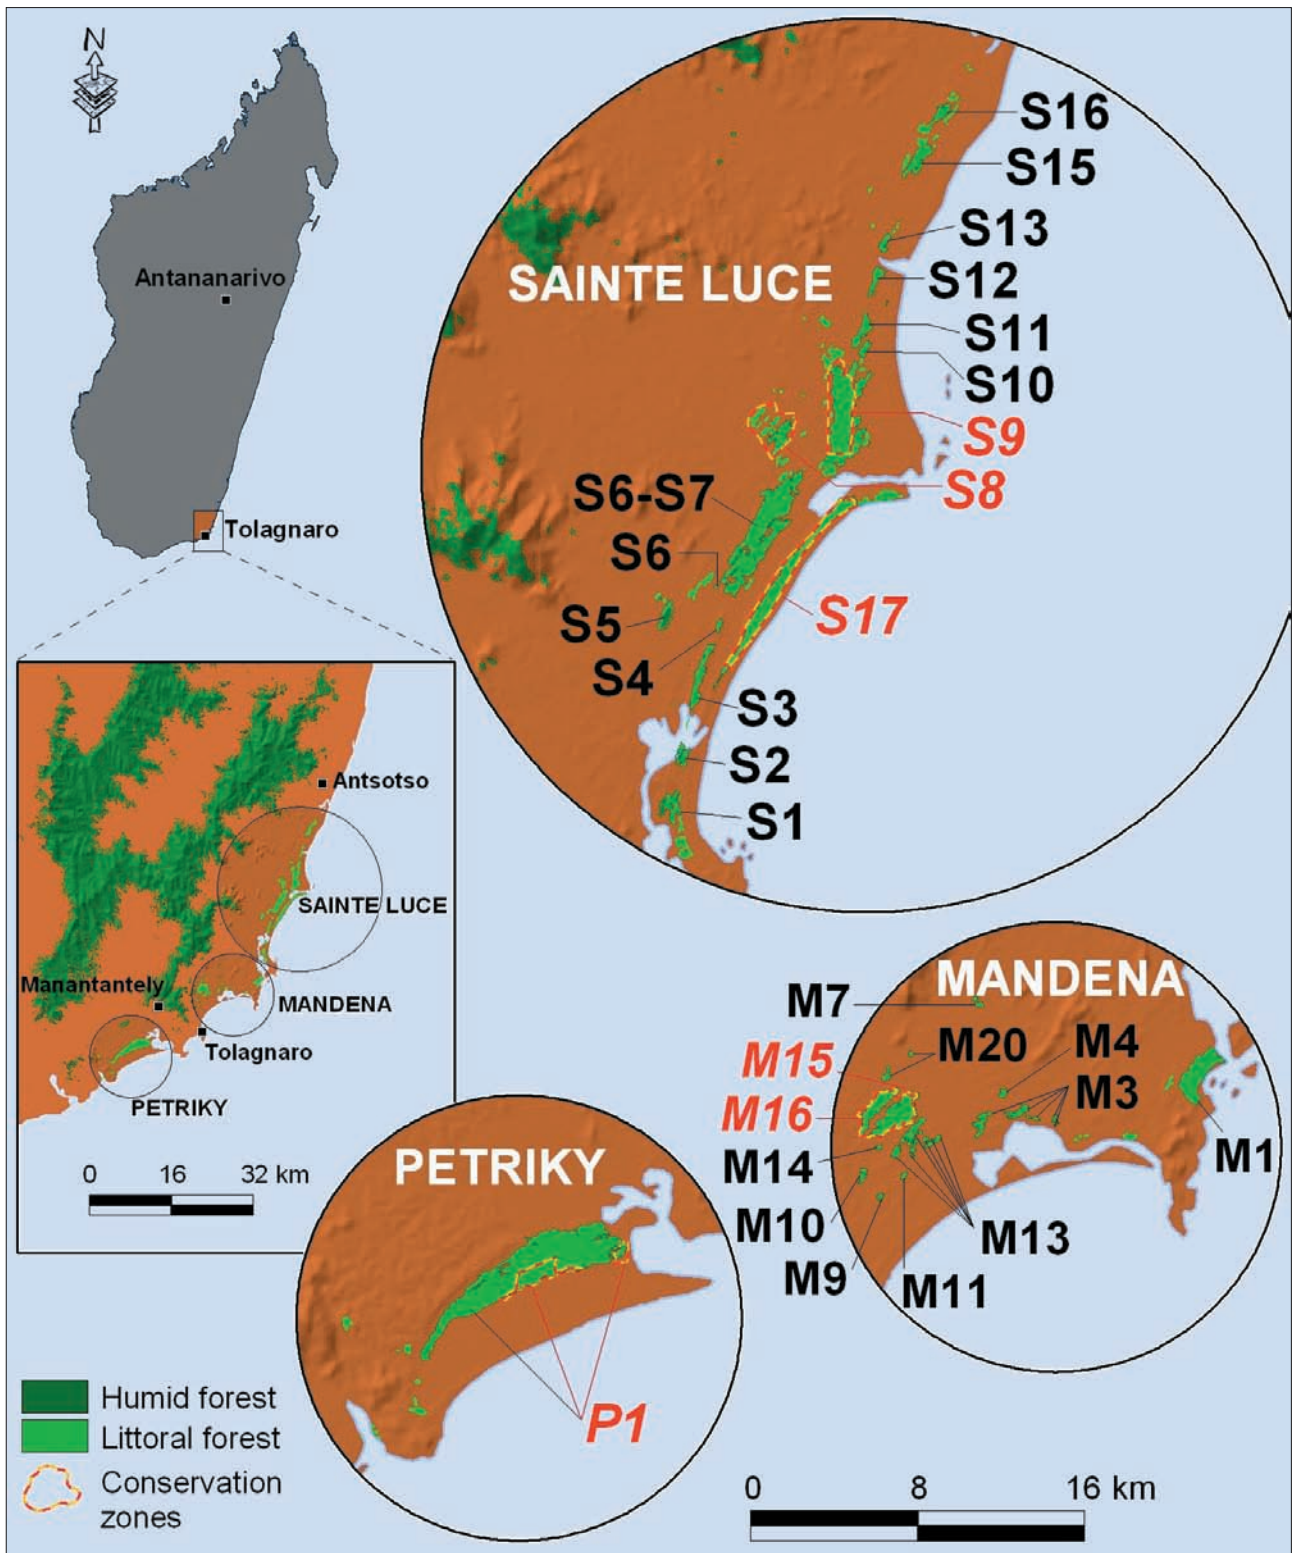 N
Antananarivo
Tolagnaro
SAINTE LUCE
S16
S15
S13
S12
S11
S10
S9
S8
S6-S7
S6
S5
S17
S4
S3
S2
S1
Antsotso
SAINTE LUCE
Manantantely
MANDENA
Tolagnaro
PETRIKY
0 16 32 km
MANDENA
M7
M20
M4
M15
M3
M16
M14
M1
M10
M13
M9
M11
PETRIKY
P1
Humid forest
Littoral forest
Conservation
zones
0 8 16 km